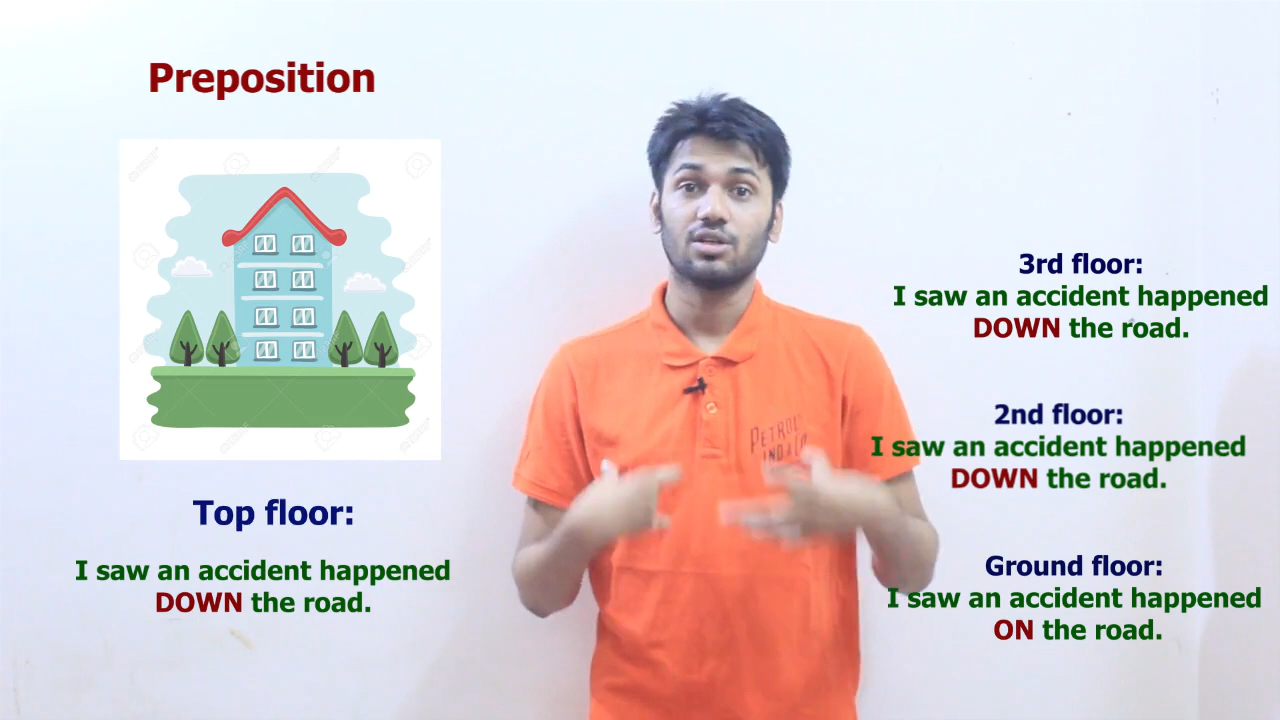 Preposition
Top floor:
I saw an accident happened
DOWN the road.
3rd floor:
I saw an accident happened
DOWN the road.
2nd floor:
I saw an accident happened
DOWN the road.
Ground floor:
I saw an accident happened
ON the road.
PETROL